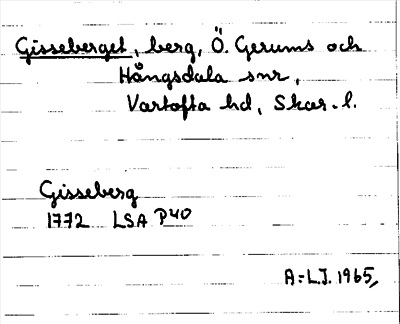 Gisseberget, berg, Ö. Gerums och
Hångsdala snr,
Vartofta hd, Skar. l.
Gisseberg
1772 LSA P40
A:L.J. 1965,